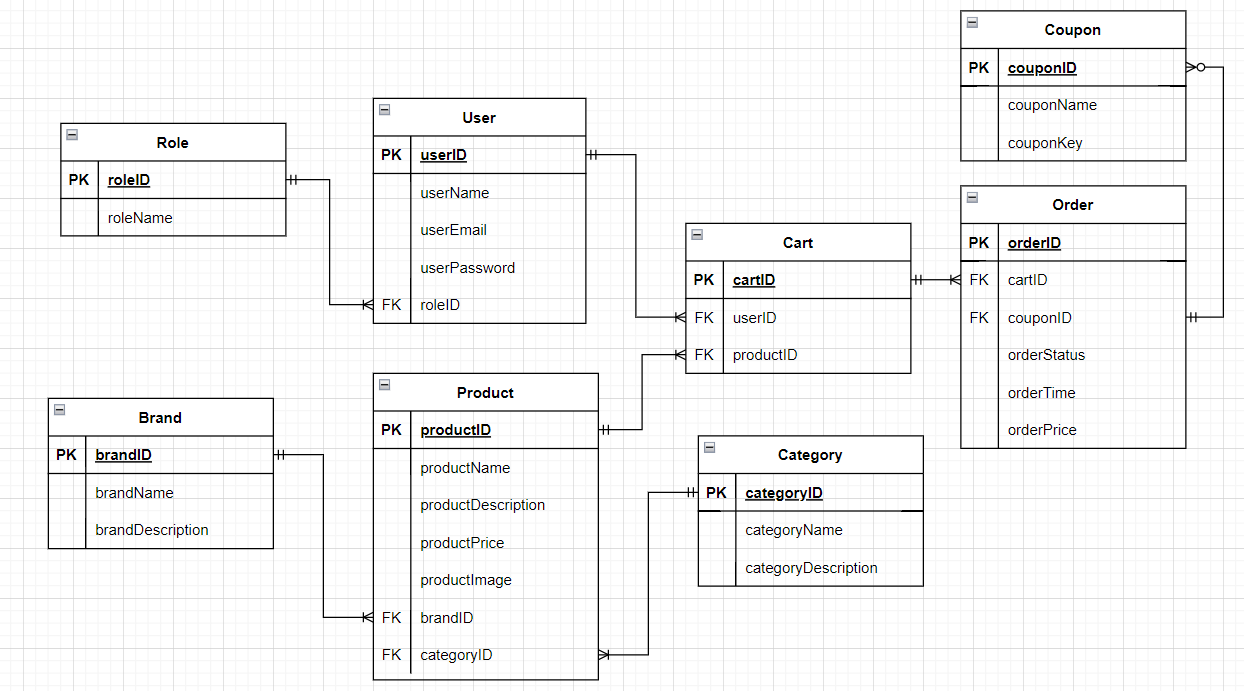 Coupon
PK couponID
couponName
couponKey
User
PK userID
userName
userEmail
userPassword
FK roleID
Role
PK roleID
roleName
Order
PK orderID
FK cartID
FK couponID
orderStatus
orderTime
orderPrice
Cart
PK cartID
FK userID
FK productID
Product
PK productID
productName
productDescription
productPrice
productImage
FK brandID
FK categoryID
Brand
PK brandID
brandName
brandDescription
Category
PK categoryID
categoryName
categoryDescription